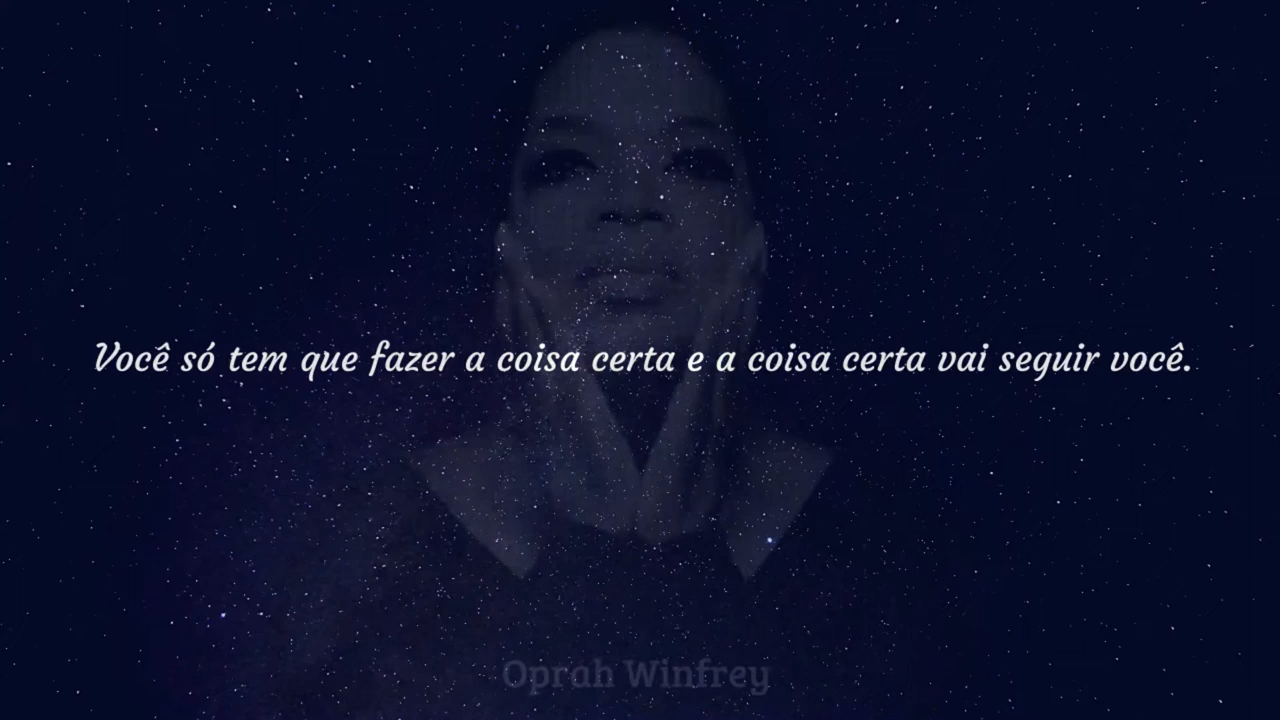 Você só tem que fazer a coisa certa e a coisa certa vai seguir você.
Oprah Winfrey